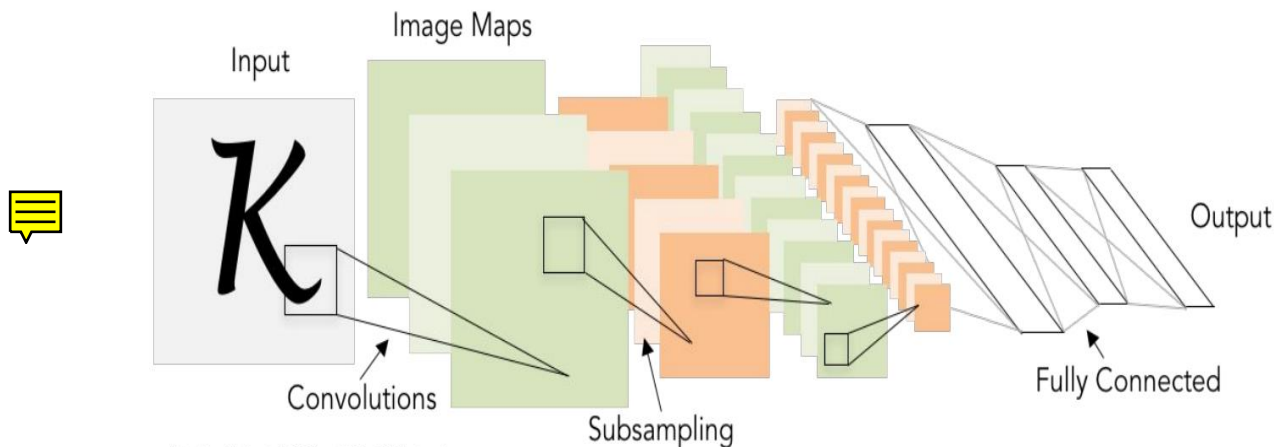 Image Maps
Input
K
Output
Convolutions
Fully Connected
Subsampling